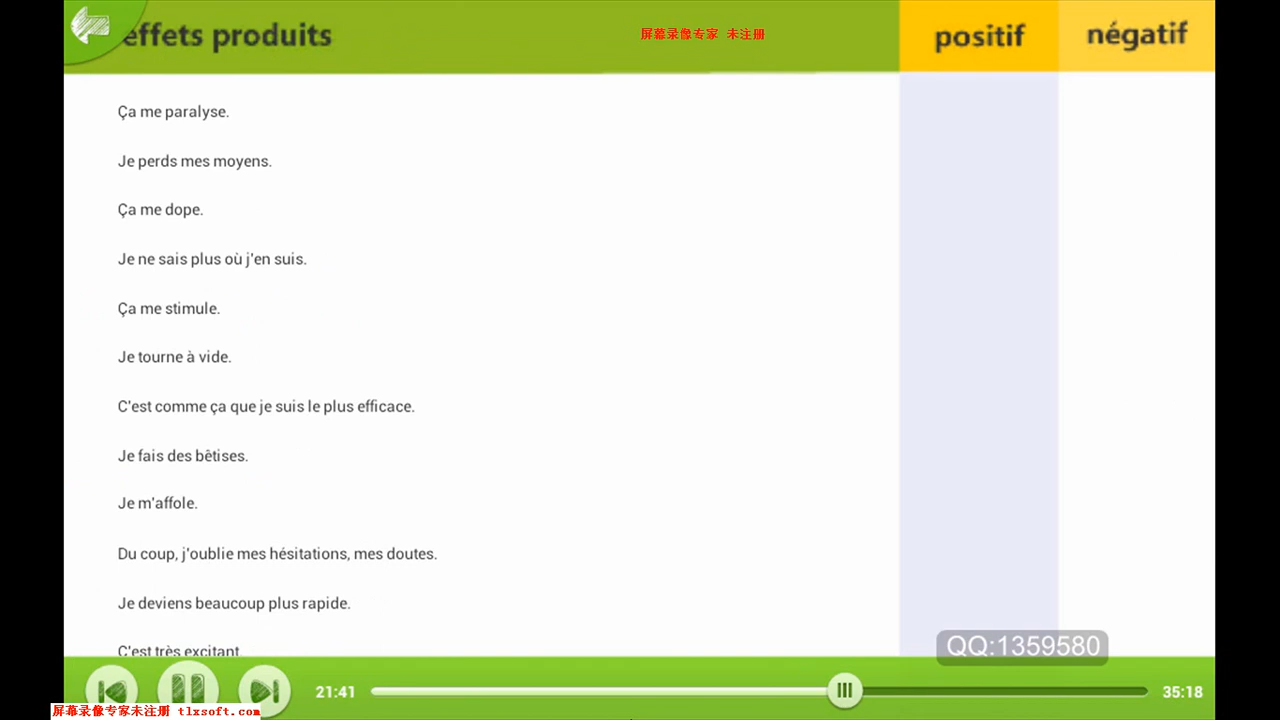 effets produits
屏幕录像专家 未注册
positif
négatif
Ça me paralyse.
Je perds mes moyens.
Ça me dope.
Je ne sais plus où j'en suis.
Ça me stimule.
Je tourne à vide.
C'est comme ça que je suis le plus efficace.
Je fais des bêtises.
Je m'affole.
Du coup, j'oublie mes hésitations, mes doutes.
Je deviens beaucoup plus rapide.
C'est très excitant.
QQ:1359580
21:41
35:18
屏幕录像专家未注册 tlxsoft.com